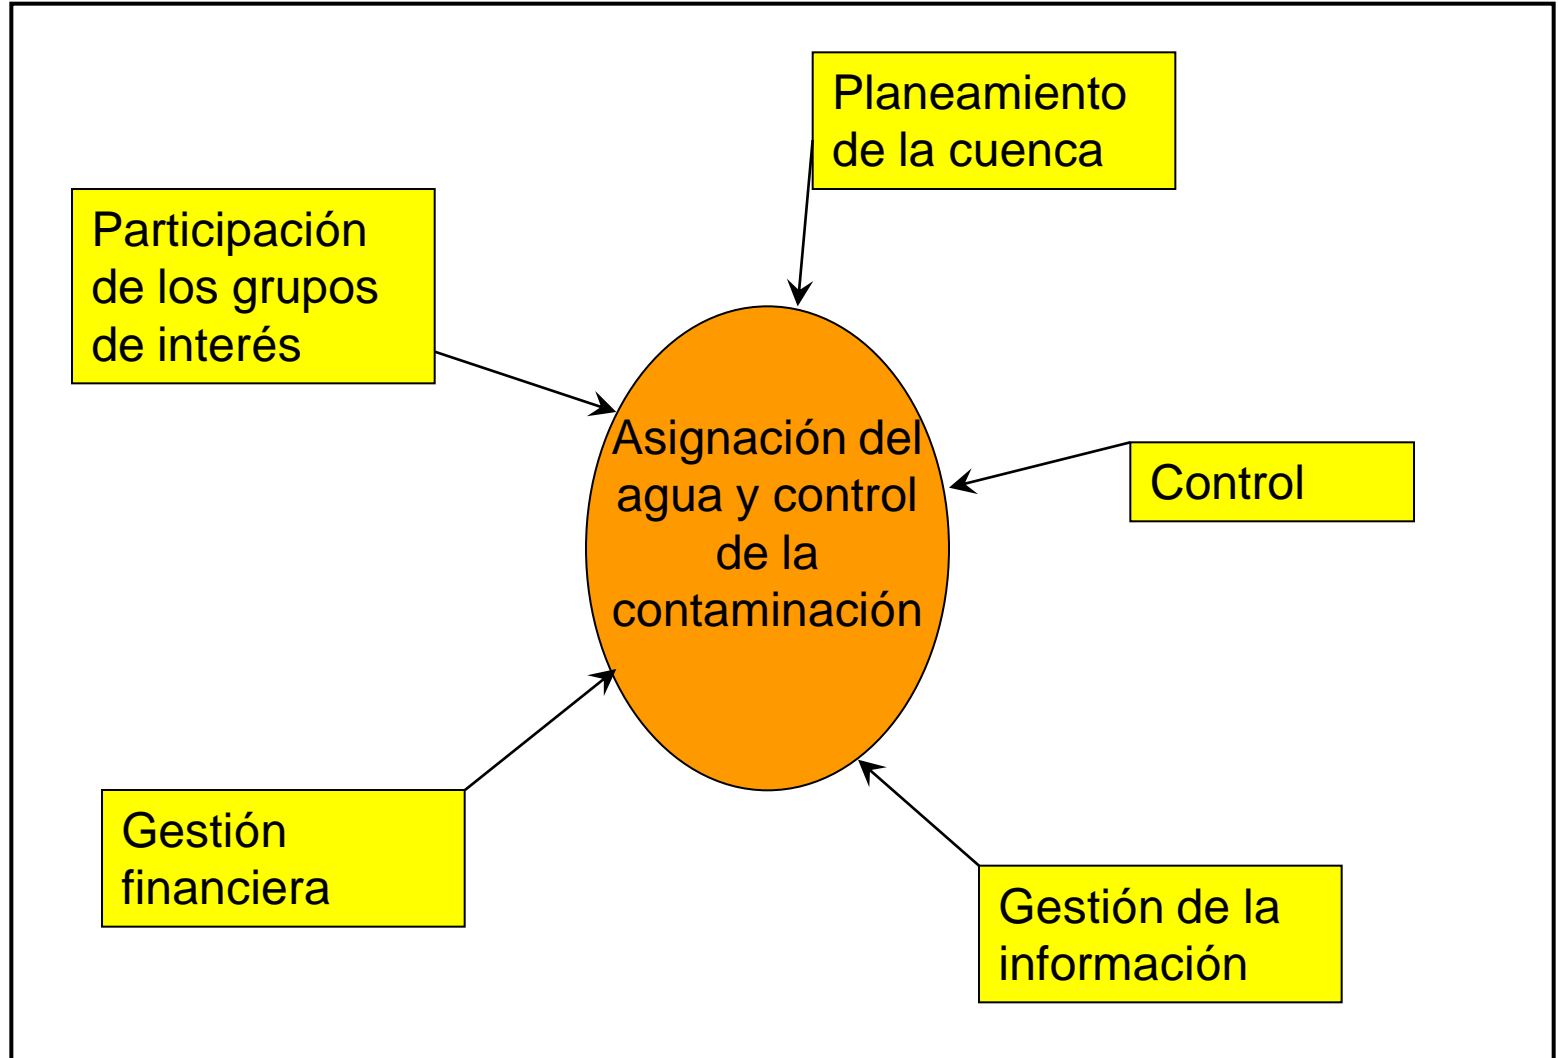 Planeamiento
de la cuenca
Participación
de los grupos
de interés
Asignación del
agua y control
de la
contaminación
Control
Gestión
financiera
Gestión de la
información